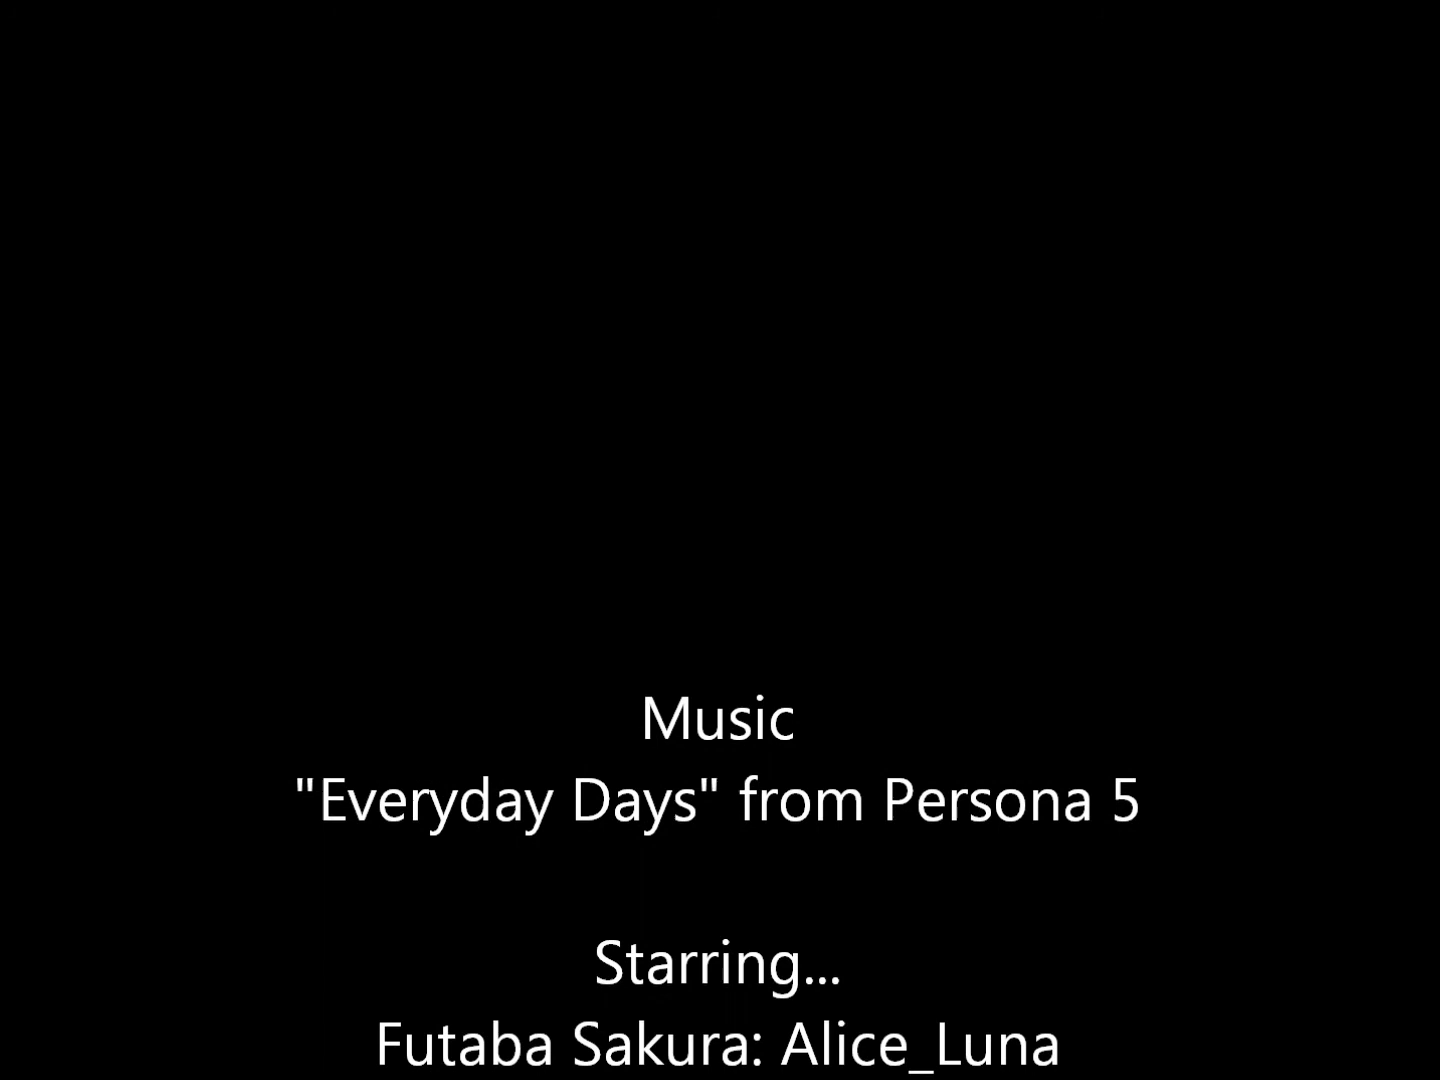 Music
"Everyday Days" from Persona 5
Starring...
Futaba Sakura: Alice_Luna